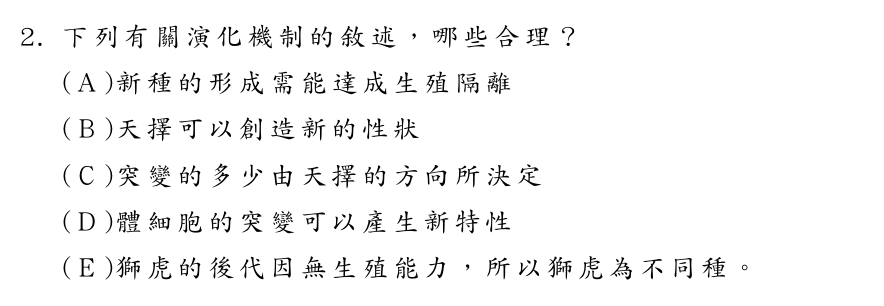 2. 下列有關演化機制的敘述，哪些合理？
(A)新種的形成需能達成生殖隔離
(B)天擇可以創造新的性狀
(C)突變的多少由天擇的方向所決定
(D)體細胞的突變可以產生新特性
(E)獅虎的後代因無生殖能力，所以獅虎為不同種。